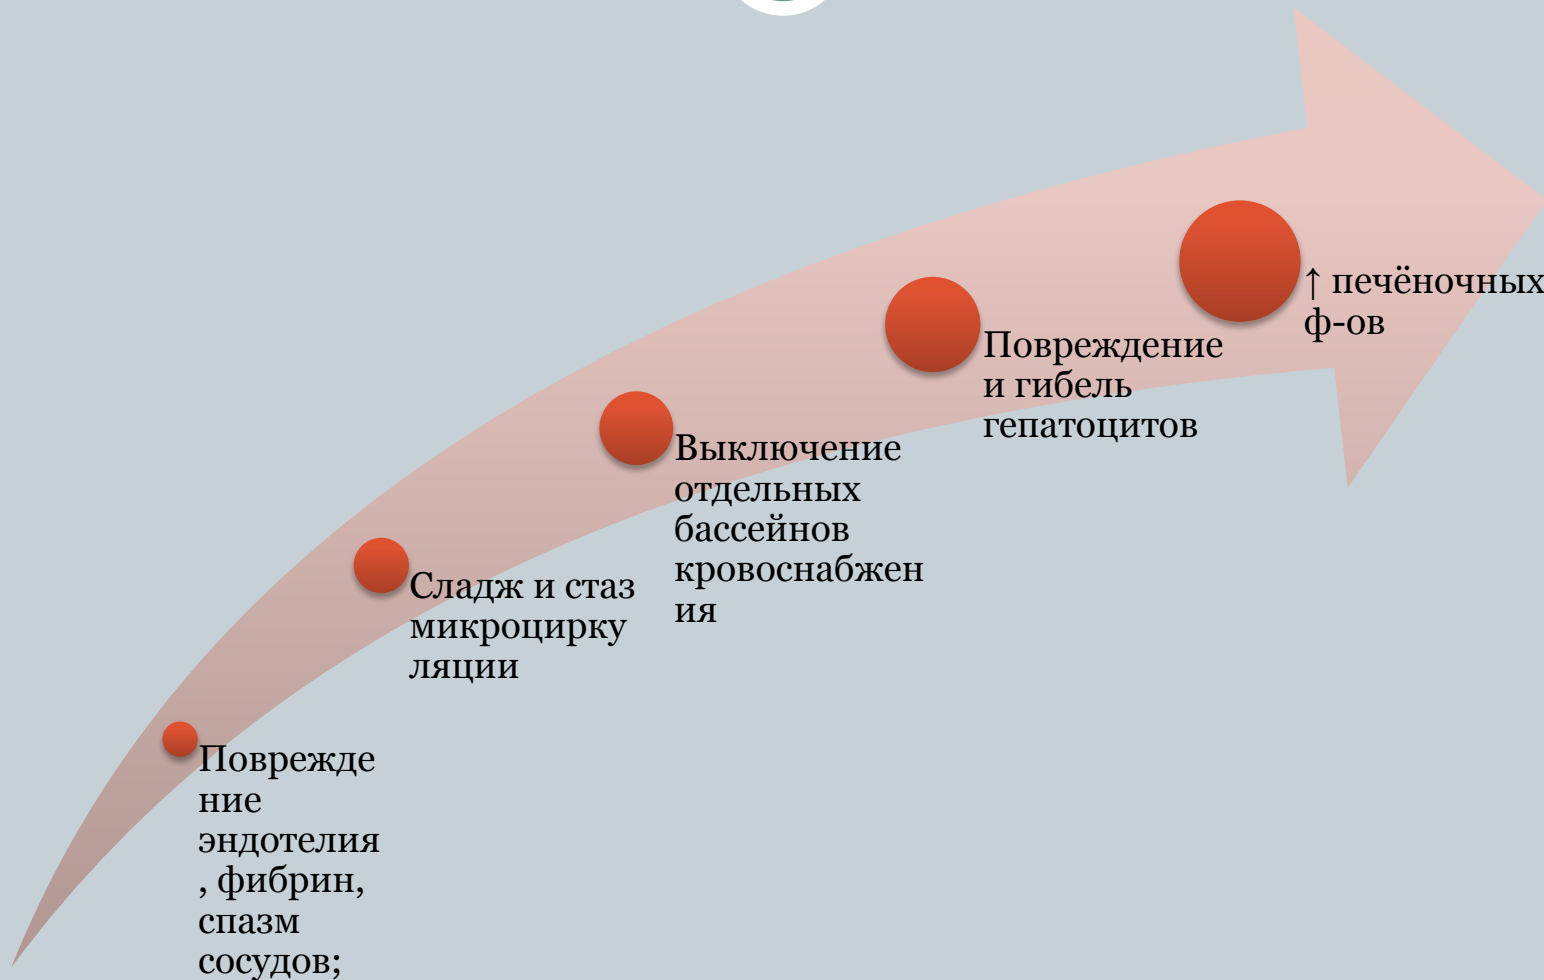 Поврежде
ние
эндотелия
, фибрин,
спазм
сосудов;
Сладж и стаз
микроцирку
ляции
Выключение
отдельных
бассейнов
кровоснабжен
ия
Повреждение
и гибель
гепатоцитов
↑ печёночных
ф-ов